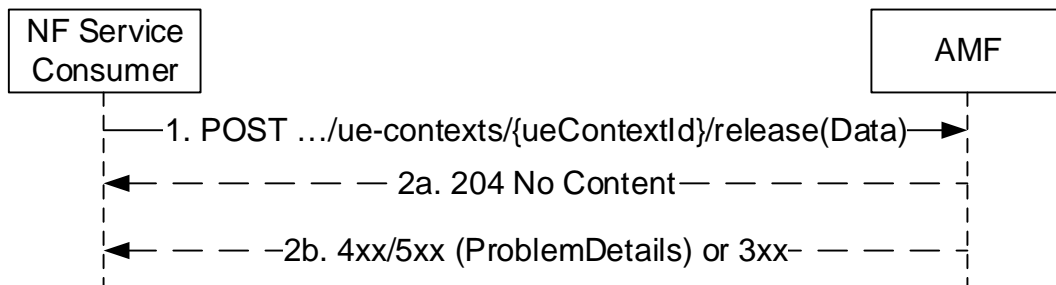 NF Service
Consumer
AMF
1. POST …/ue-contexts/{ueContextId}/release(Data)
2a. 204 No Content
2b. 4xx/5xx (ProblemDetails) or 3xx